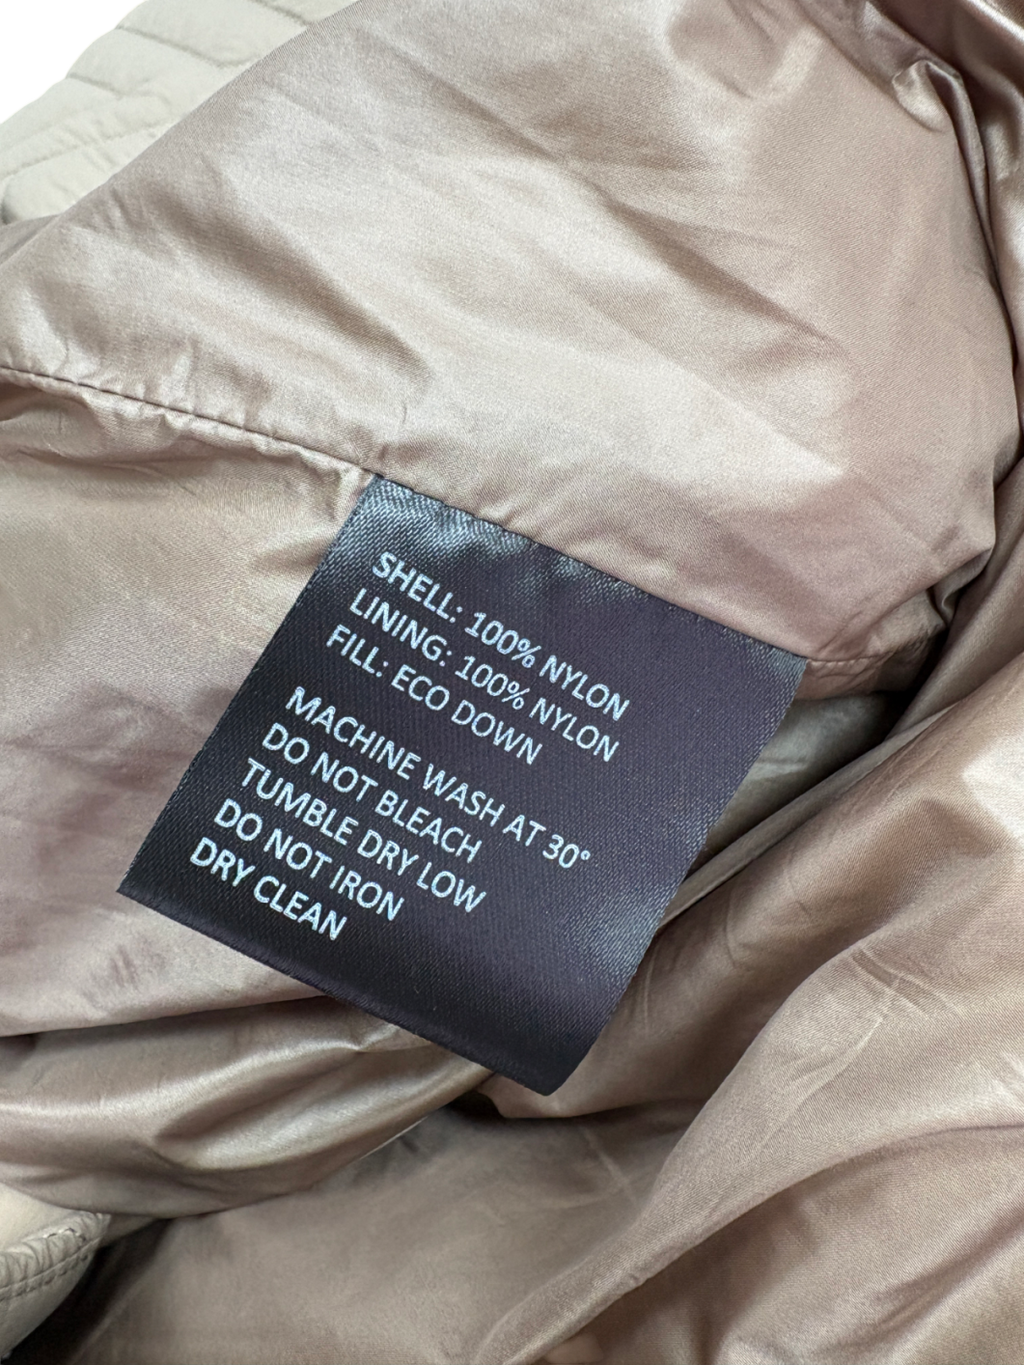 SHELL: 100% NYLON
LINING: 100% NYLON
FILL: ECO DOWN
MACHINE WASH AT 30°
DO NOT BLEACH
TUMBLE DRY LOW
DO NOT IRON
DRY CLEAN